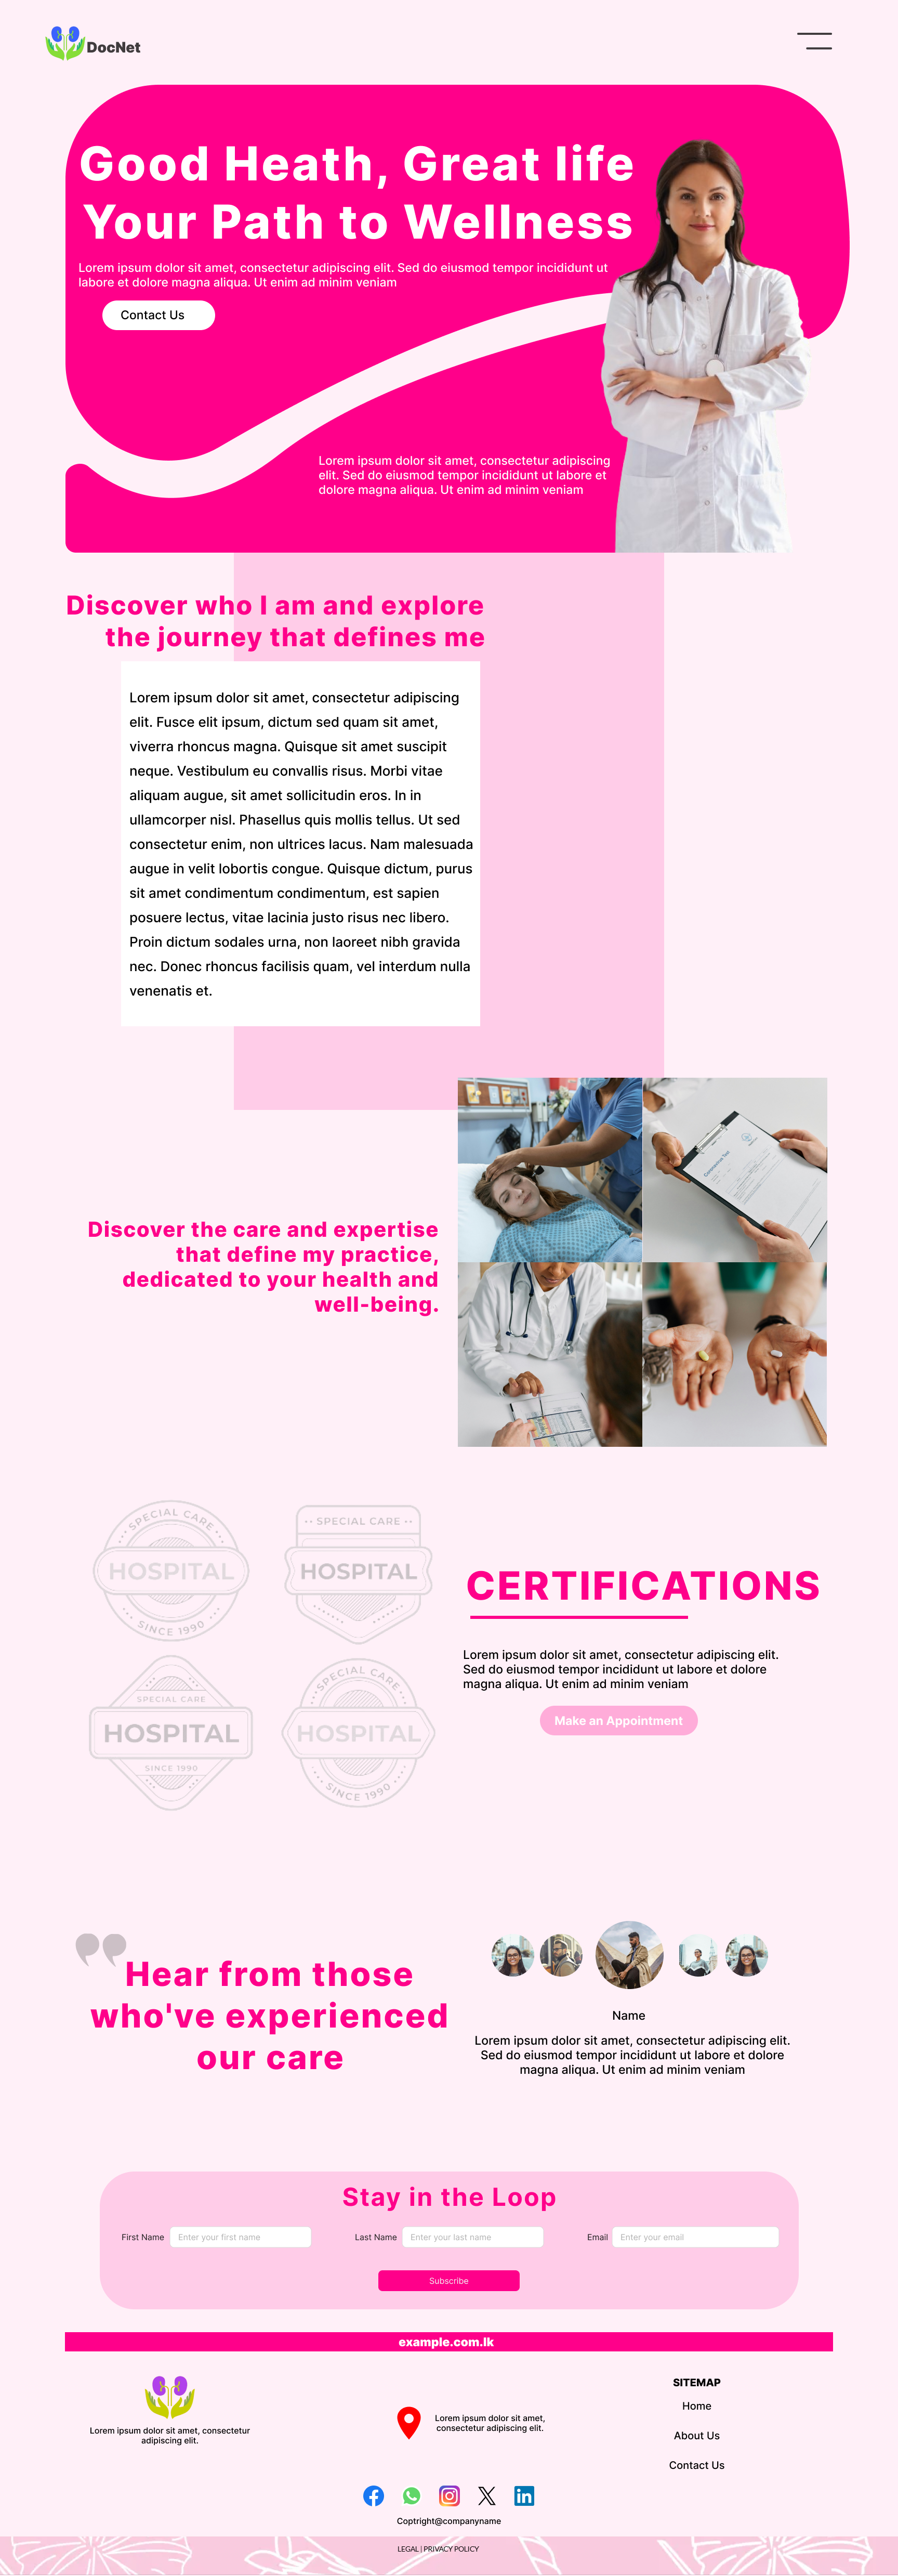 DocNet
Good Heath, Great life
Your Path to Wellness
Lorem ipsum dolor sit amet, consectetur adipiscing elit. Sed do eiusmod tempor incididunt ut
labore et dolore magna aliqua. Ut enim ad minim veniam
Contact Us
Lorem ipsum dolor sit amet, consectetur adipiscing
elit. Sed do eiusmod tempor incididunt ut labore et
dolore magna aliqua. Ut enim ad minim veniam
Discover who I am and explore
the journey that defines me
Lorem ipsum dolor sit amet, consectetur adipiscing
elit. Fusce elit ipsum, dictum sed quam sit amet,
viverra rhoncus magna. Quisque sit amet suscipit
neque. Vestibulum eu convallis risus. Morbi vitae
aliquam augue, sit amet sollicitudin eros. In in
ullamcorper nisl. Phasellus quis mollis tellus. Ut sed
consectetur enim, non ultrices lacus. Nam malesuada
augue in velit lobortis congue. Quisque dictum, purus
sit amet condimentum condimentum, est sapien
posuere lectus, vitae lacinia justo risus nec libero.
Proin dictum sodales urna, non laoreet nibh gravida
nec. Donec rhoncus facilisis quam, vel interdum nulla
venenatis et.
Coronavirus Test
Discover the care and expertise
that define my practice,
dedicated to your health and
well-being.
SPECIAL CARE
HOSPITAL
SINCE 1990
SPECIAL CARE
HOSPITAL
SPECIAL CARE
HOSPITAL
SINCE 1990
SPECIAL CARE
HOSPITAL
SINCE 1990
CERTIFICATIONS
Lorem ipsum dolor sit amet, consectetur adipiscing elit.
Sed do eiusmod tempor incididunt ut labore et dolore
magna aliqua. Ut enim ad minim veniam
Make an Appointment
Hear from those
who've experienced
our care
Name
Lorem ipsum dolor sit amet, consectetur adipiscing elit.
Sed do eiusmod tempor incididunt ut labore et dolore
magna aliqua. Ut enim ad minim veniam
Stay in the Loop
First Name Enter your first name Last Name Enter your last name Email Enter your email
Subscribe
example.com.lk
Lorem ipsum dolor sit amet, consectetur
adipiscing elit.
Lorem ipsum dolor sit amet,
consectetur adipiscing elit.
SITEMAP
Home
About Us
Contact Us
Coptright@companyname
LEGAL | PRIVACY POLICY